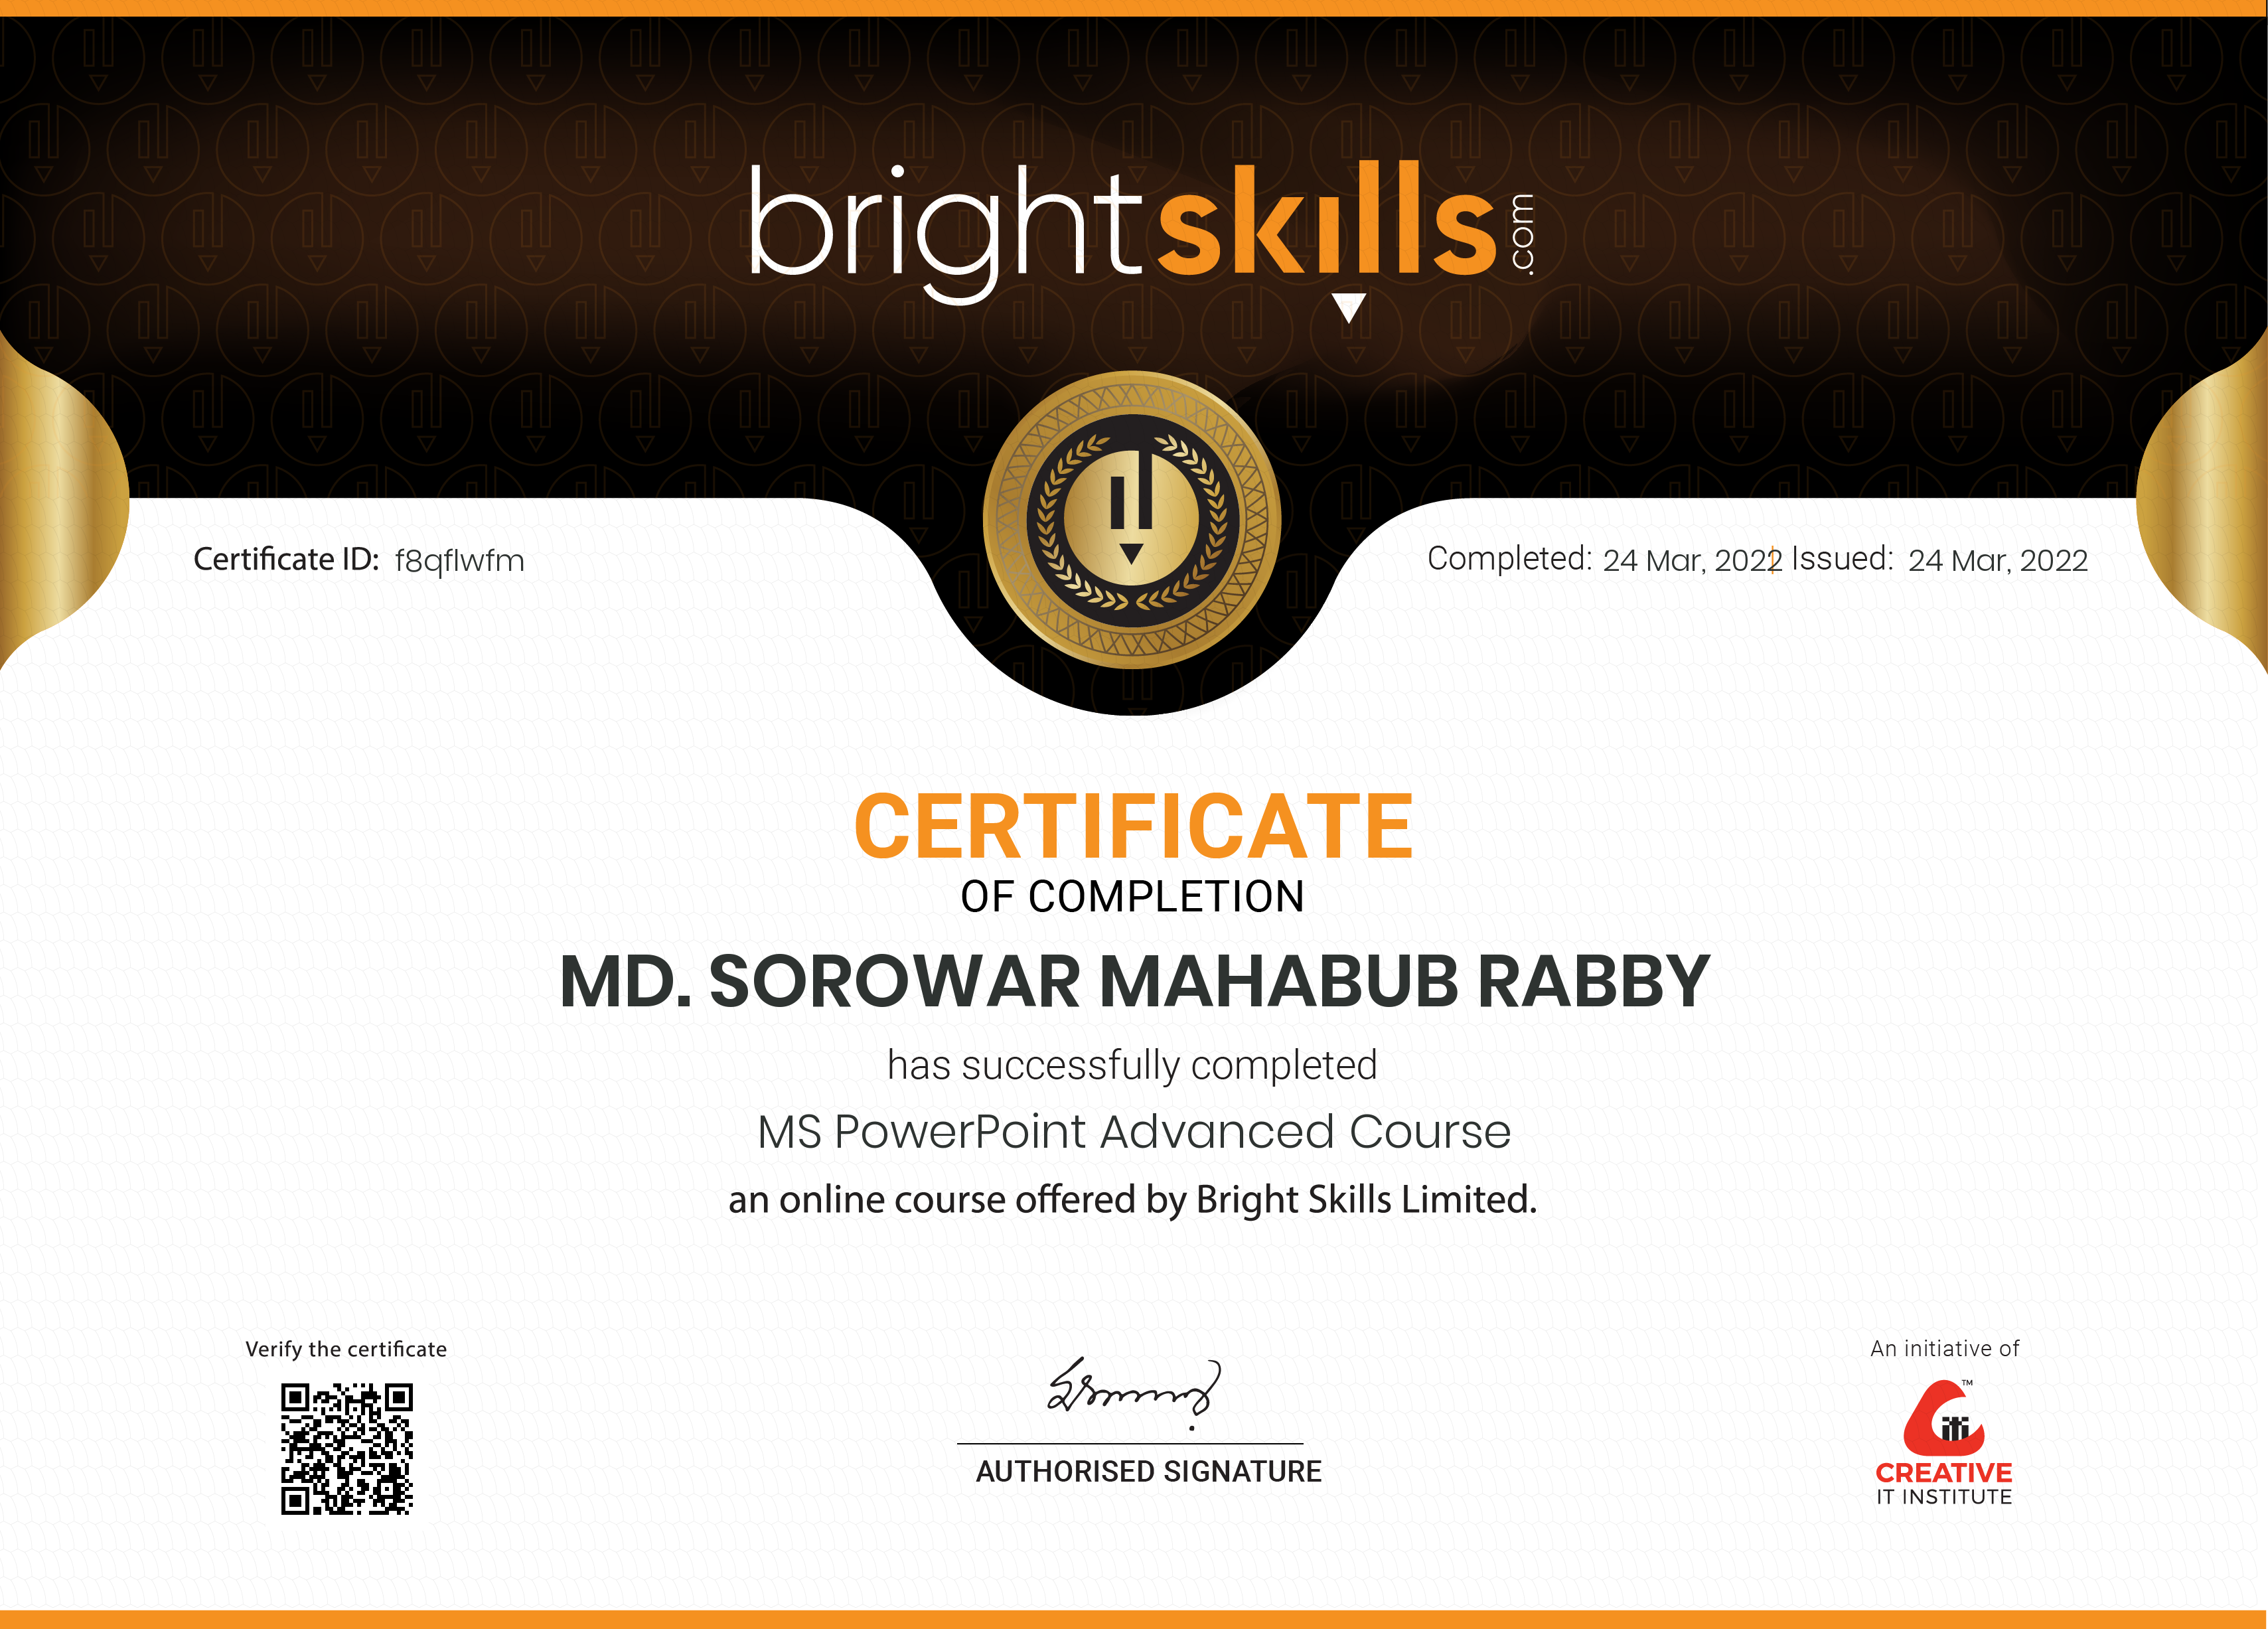 brightskills.com
Certificate ID: f8qflwfm
Completed: 24 Mar, 2022 | Issued: 24 Mar, 2022
CERTIFICATE
OF COMPLETION
MD. SOROWAR MAHABUB RABBY
has successfully completed
MS PowerPoint Advanced Course
an online course offered by Bright Skills Limited.
Verify the certificate
AUTHORISED SIGNATURE
An initiative of
TM
CREATIVE
IT INSTITUTE